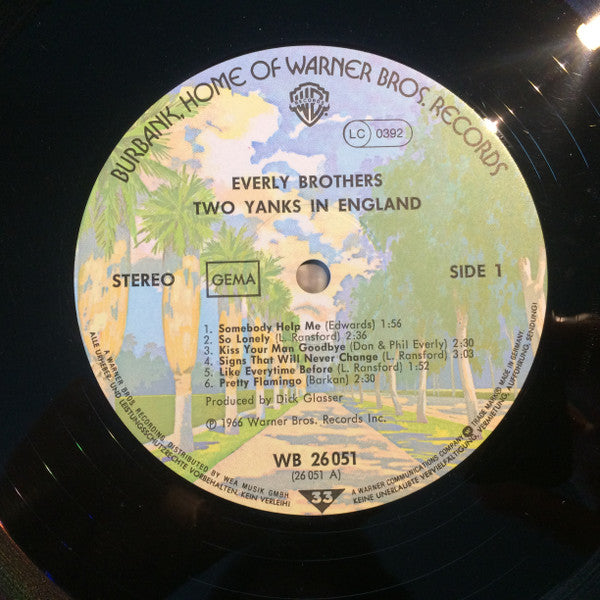 BURBANK, HOME OF WARNER BROS. RECORDS
LC 0392
EVERLY BROTHERS
TWO YANKS IN ENGLAND
STEREO
GEMA
SIDE 1
1. Somebody Help Me (Edwards) 1:56
2. So Lonely (L. Ransford) 2:36
3. Kiss Your Man Goodbye (Don & Phil Everly) 2:30
4. Signs That Will Never Change (L. Ransford) 3:03
5. Like Everytime Before (L. Ransford) 1:52
6. Pretty Flamingo (Barkan) 2:30
Produced by Dick Glasser
℗ 1966 Warner Bros. Records Inc.
WB 26 051
(26 051 A)
33
A WARNER BROS. RECORDING. DISTRIBUTED BY WEA MUSIK GMBH
ALLE URHEBER- UND LEISTUNGSSCHUTZRECHTE VORBEHALTEN. KEIN VERLEIH!
A WARNER COMMUNICATIONS COMPANY TRADE MARK MADE IN GERMANY
KEINE UNERLAUBTE VERVIELFÄLTIGUNG, VERMIETUNG, AUFFÜHRUNG, SENDUNG!